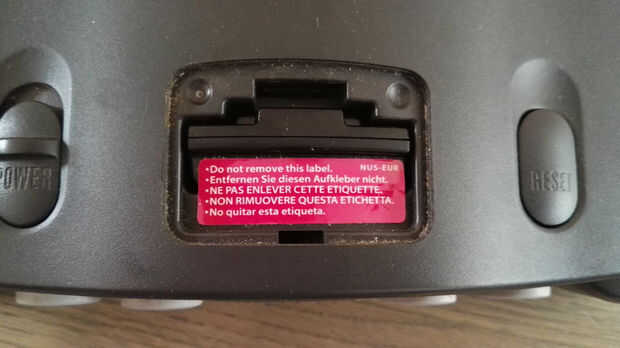 •Do not remove this label. NUS-EUR
•Entfernen Sie diesen Aufkleber nicht.
•NE PAS ENLEVER CETTE ETIQUETTE.
•NON RIMUOVERE QUESTA ETICHETTA.
•No quitar esta etiqueta.
POWER
RESET